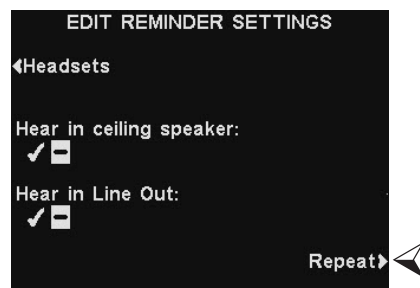 EDIT REMINDER SETTINGS
Headsets
Hear in ceiling speaker:
Hear in Line Out:
Repeat